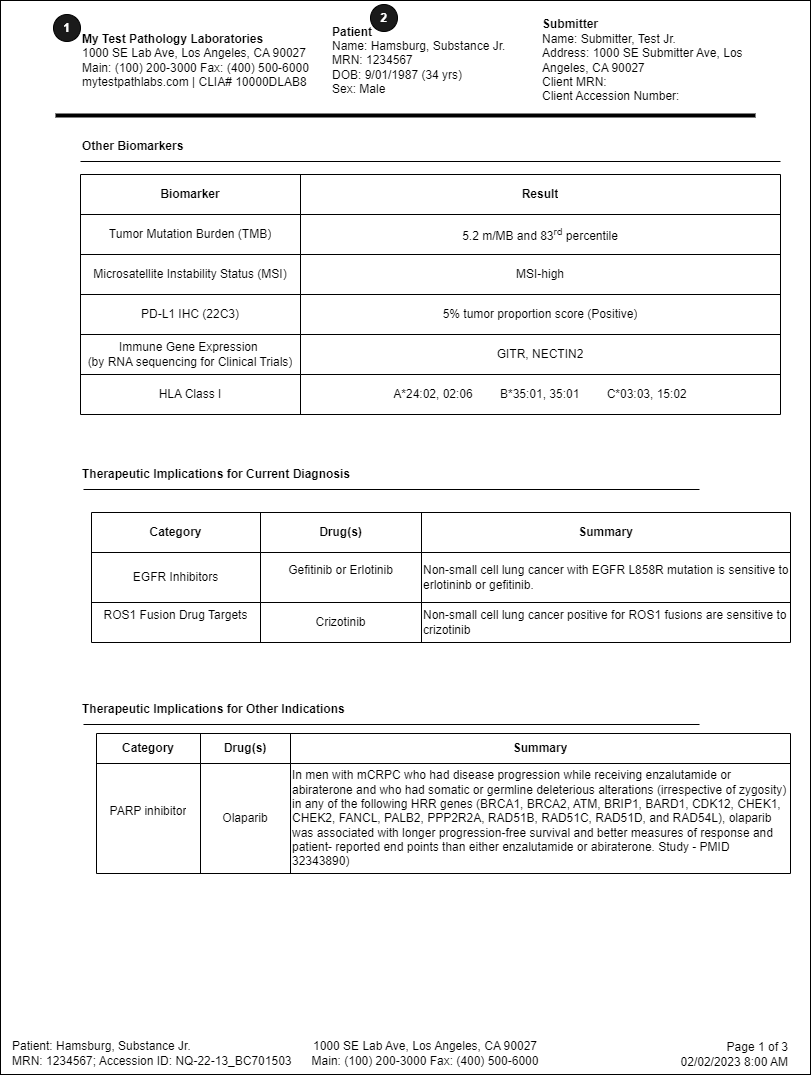 1
My Test Pathology Laboratories
1000 SE Lab Ave, Los Angeles, CA 90027
Main: (100) 200-3000 Fax: (400) 500-6000
mytestpathlabs.com | CLIA# 10000DLAB8
2
Patient
Name: Hamsburg, Substance Jr.
MRN: 1234567
DOB: 9/01/1987 (34 yrs)
Sex: Male
Submitter
Name: Submitter, Test Jr.
Address: 1000 SE Submitter Ave, Los
Angeles, CA 90027
Client MRN:
Client Accession Number:
Other Biomarkers
Biomarker Result
Tumor Mutation Burden (TMB) 5.2 m/MB and 83rd percentile
Microsatellite Instability Status (MSI) MSI-high
PD-L1 IHC (22C3) 5% tumor proportion score (Positive)
Immune Gene Expression
(by RNA sequencing for Clinical Trials) GITR, NECTIN2
HLA Class I A*24:02, 02:06 B*35:01, 35:01 C*03:03, 15:02
Therapeutic Implications for Current Diagnosis
Category Drug(s) Summary
EGFR Inhibitors Gefitinib or Erlotinib Non-small cell lung cancer with EGFR L858R mutation is sensitive to
erlotininb or gefitinib.
ROS1 Fusion Drug Targets Crizotinib Non-small cell lung cancer positive for ROS1 fusions are sensitive to
crizotinib
Therapeutic Implications for Other Indications
Category Drug(s) Summary
PARP inhibitor Olaparib In men with mCRPC who had disease progression while receiving enzalutamide or
abiraterone and who had somatic or germline deleterious alterations (irrespective of zygosity)
in any of the following HRR genes (BRCA1, BRCA2, ATM, BRIP1, BARD1, CDK12, CHEK1,
CHEK2, FANCL, PALB2, PPP2R2A, RAD51B, RAD51C, RAD51D, and RAD54L), olaparib
was associated with longer progression-free survival and better measures of response and
patient- reported end points than either enzalutamide or abiraterone. Study - PMID
32343890)
Patient: Hamsburg, Substance Jr. 1000 SE Lab Ave, Los Angeles, CA 90027 Page 1 of 3
MRN: 1234567; Accession ID: NQ-22-13_BC701503 Main: (100) 200-3000 Fax: (400) 500-6000 02/02/2023 8:00 AM